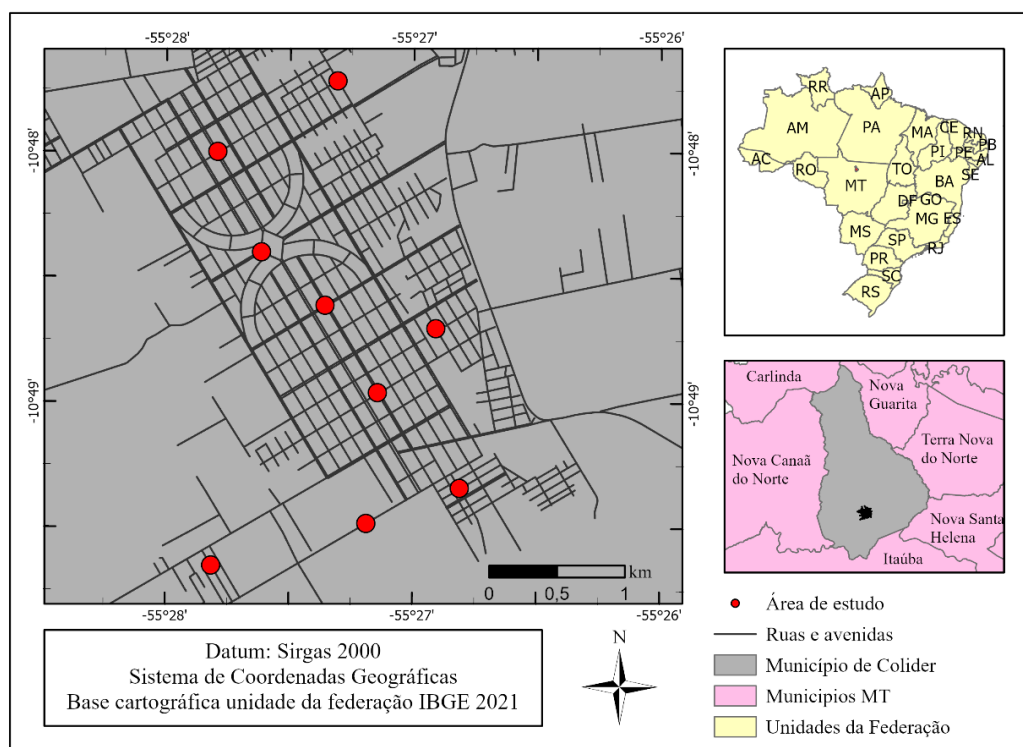 -55°28' -55°27' -55°26'
-10°48' -10°48'
-10°49' -10°49'
km
0 0,5 1
-55°28' -55°27' -55°26'
Datum: Sirgas 2000
Sistema de Coordenadas Geográficas
Base cartográfica unidade da federação IBGE 2021
N
RR AP
AM PA MA CE RN
PB
PI PE
AC RO TO AL
SE
MT BA
DF GO
MG ES
MS
SP RJ
PR
SC
RS
Carlinda
Nova
Guarita
Terra Nova
do Norte
Nova Canaã
do Norte
Nova Santa
Helena
Itaúba
Área de estudo
Ruas e avenidas
Município de Colider
Municipios MT
Unidades da Federação